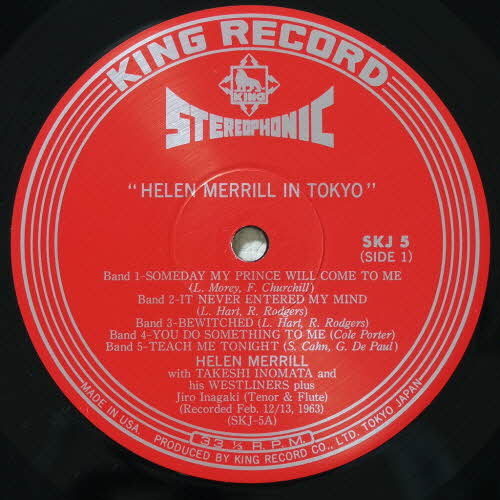 KING RECORD
KING
STEREOPHONIC
"HELEN MERRILL IN TOKYO"
SKJ 5
(SIDE 1)
Band 1-SOMEDAY MY PRINCE WILL COME TO ME
(L. Morey, F. Churchill)
Band 2-IT NEVER ENTERED MY MIND
(L. Hart, R. Rodgers)
Band 3-BEWITCHED (L. Hart, R. Rodgers)
Band 4-YOU DO SOMETHING TO ME (Cole Porter)
Band 5-TEACH ME TONIGHT (S. Cahn, G. De Paul)
HELEN MERRILL
with TAKESHI INOMATA and
his WESTLINERS plus
Jiro Inagaki (Tenor & Flute)
(Recorded Feb. 12/13, 1963)
(SKJ-5A)
33 ⅓ R.P.M.
MADE IN USA. PRODUCED BY KING RECORD CO., LTD. TOKYO JAPAN